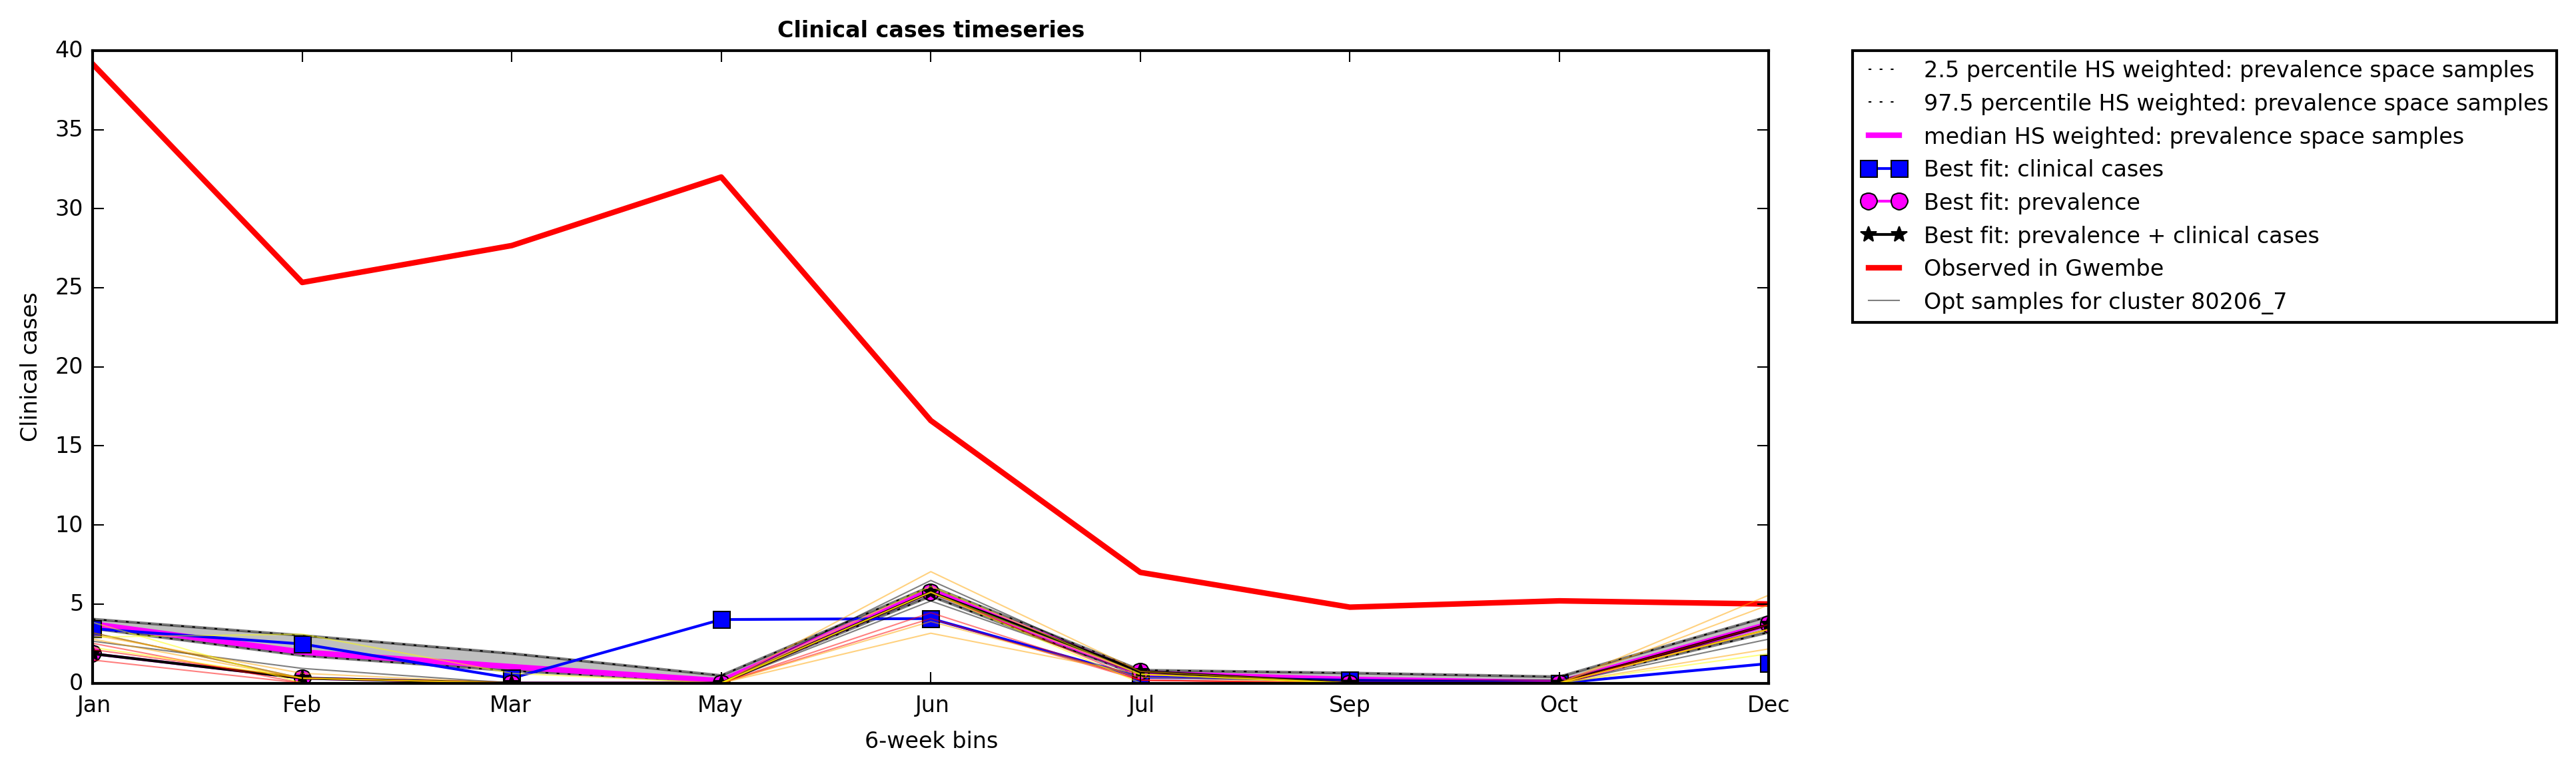 Clinical cases timeseries
40
35
30
25
20
15
10
5
0
Clinical cases
Jan Feb Mar May Jun Jul Sep Oct Dec
6-week bins
2.5 percentile HS weighted: prevalence space samples
97.5 percentile HS weighted: prevalence space samples
median HS weighted: prevalence space samples
Best fit: clinical cases
Best fit: prevalence
Best fit: prevalence + clinical cases
Observed in Gwembe
Opt samples for cluster 80206_7